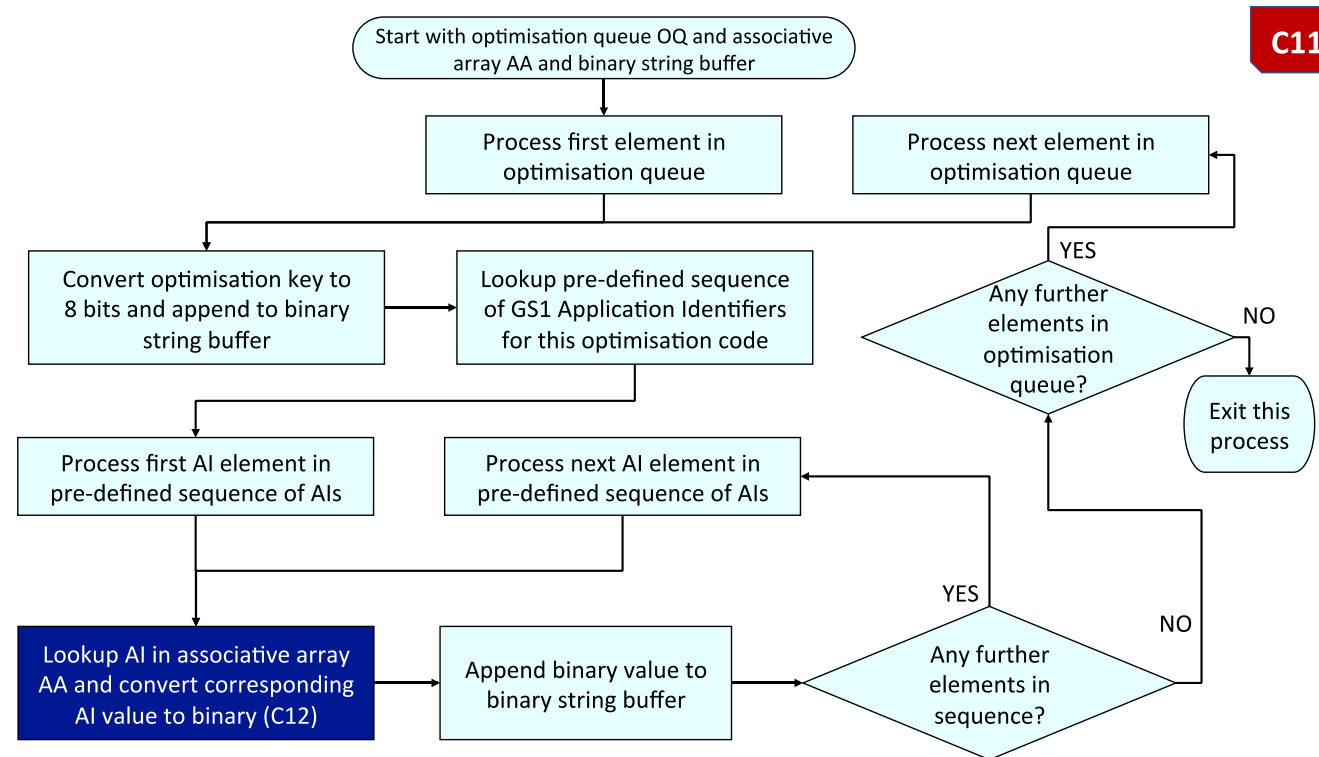 Start with optimisation queue OQ and associative
array AA and binary string buffer
C11
Process first element in
optimisation queue
Process next element in
optimisation queue
Convert optimisation key to
8 bits and append to binary
string buffer
Lookup pre-defined sequence
of GS1 Application Identifiers
for this optimisation code
YES
Any further
elements in
optimisation
queue?
NO
Exit this
process
Process first AI element in
pre-defined sequence of AIs
Process next AI element in
pre-defined sequence of AIs
YES
NO
Lookup AI in associative array
AA and convert corresponding
AI value to binary (C12)
Append binary value to
binary string buffer
Any further
elements in
sequence?